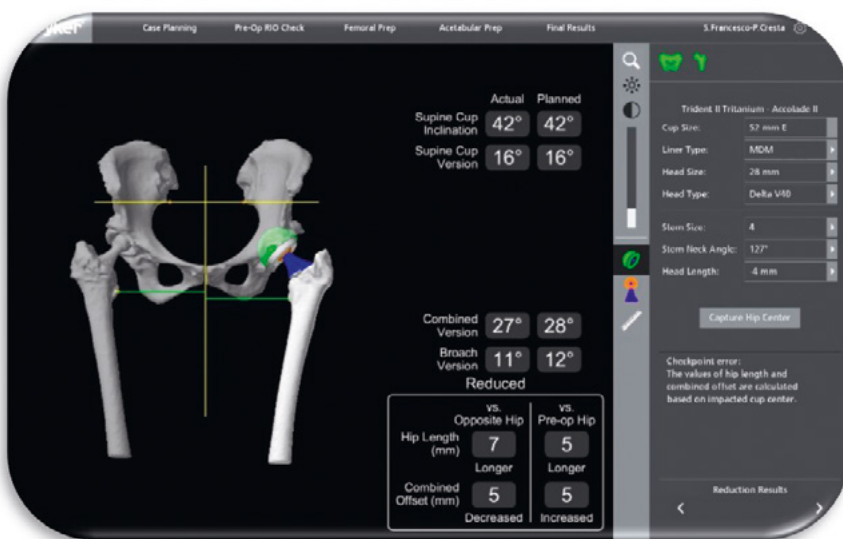 Case Planning Pre-Op RIO Check Femoral Prep Acetabular Prep Final Results S.Francesco-P.Cresta
Actual Planned
Supine Cup Inclination 42° 42°
Supine Cup Version 16° 16°
Combined Version 27° 28°
Broach Version 11° 12°
Reduced
vs. Opposite Hip vs. Pre-op Hip
Hip Length (mm) 7 5
Longer Longer
Combined Offset (mm) 5 5
Decreased Increased
Trident II Tritanium - Accolade II
Cup Size: 52 mm E
Liner Type: MDM
Head Size: 28 mm
Head Type: Delta V40
Stem Size: 4
Stem Neck Angle: 127°
Head Length: -4 mm
Capture Hip Center
Checkpoint error:
The values of hip length and
combined offset are calculated
based on impacted cup center.
Reduction Results